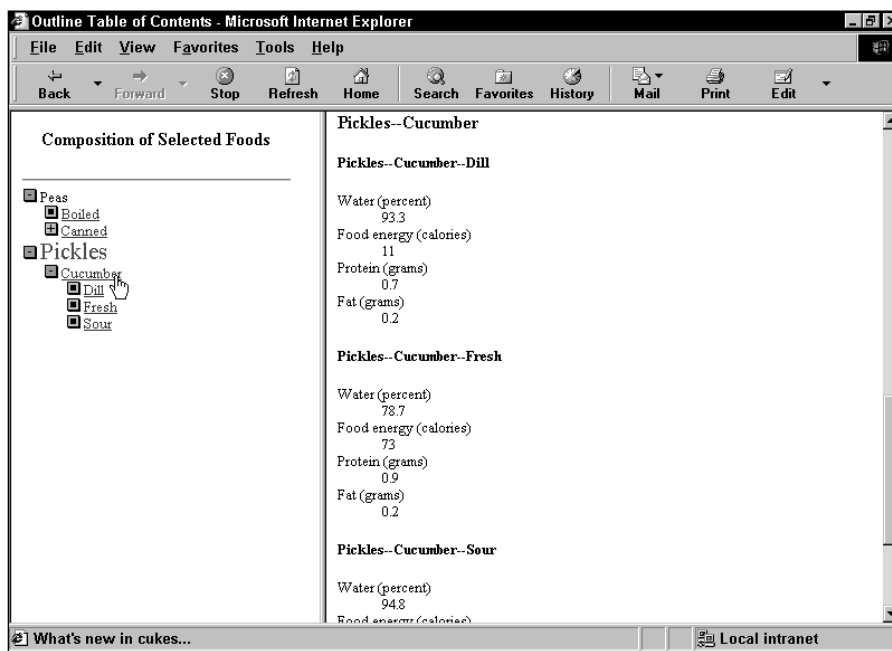 Outline Table of Contents - Microsoft Internet Explorer
File Edit View Favorites Tools Help
Back Forward Stop Refresh Home Search Favorites History Mail Print Edit
Composition of Selected Foods
Peas
Boiled
Canned
Pickles
Cucumber
Dill
Fresh
Sour
Pickles--Cucumber
Pickles--Cucumber--Dill
Water (percent)
93.3
Food energy (calories)
11
Protein (grams)
0.7
Fat (grams)
0.2
Pickles--Cucumber--Fresh
Water (percent)
78.7
Food energy (calories)
73
Protein (grams)
0.9
Fat (grams)
0.2
Pickles--Cucumber--Sour
Water (percent)
94.8
Food energy (calories)
What's new in cukes...
Local intranet